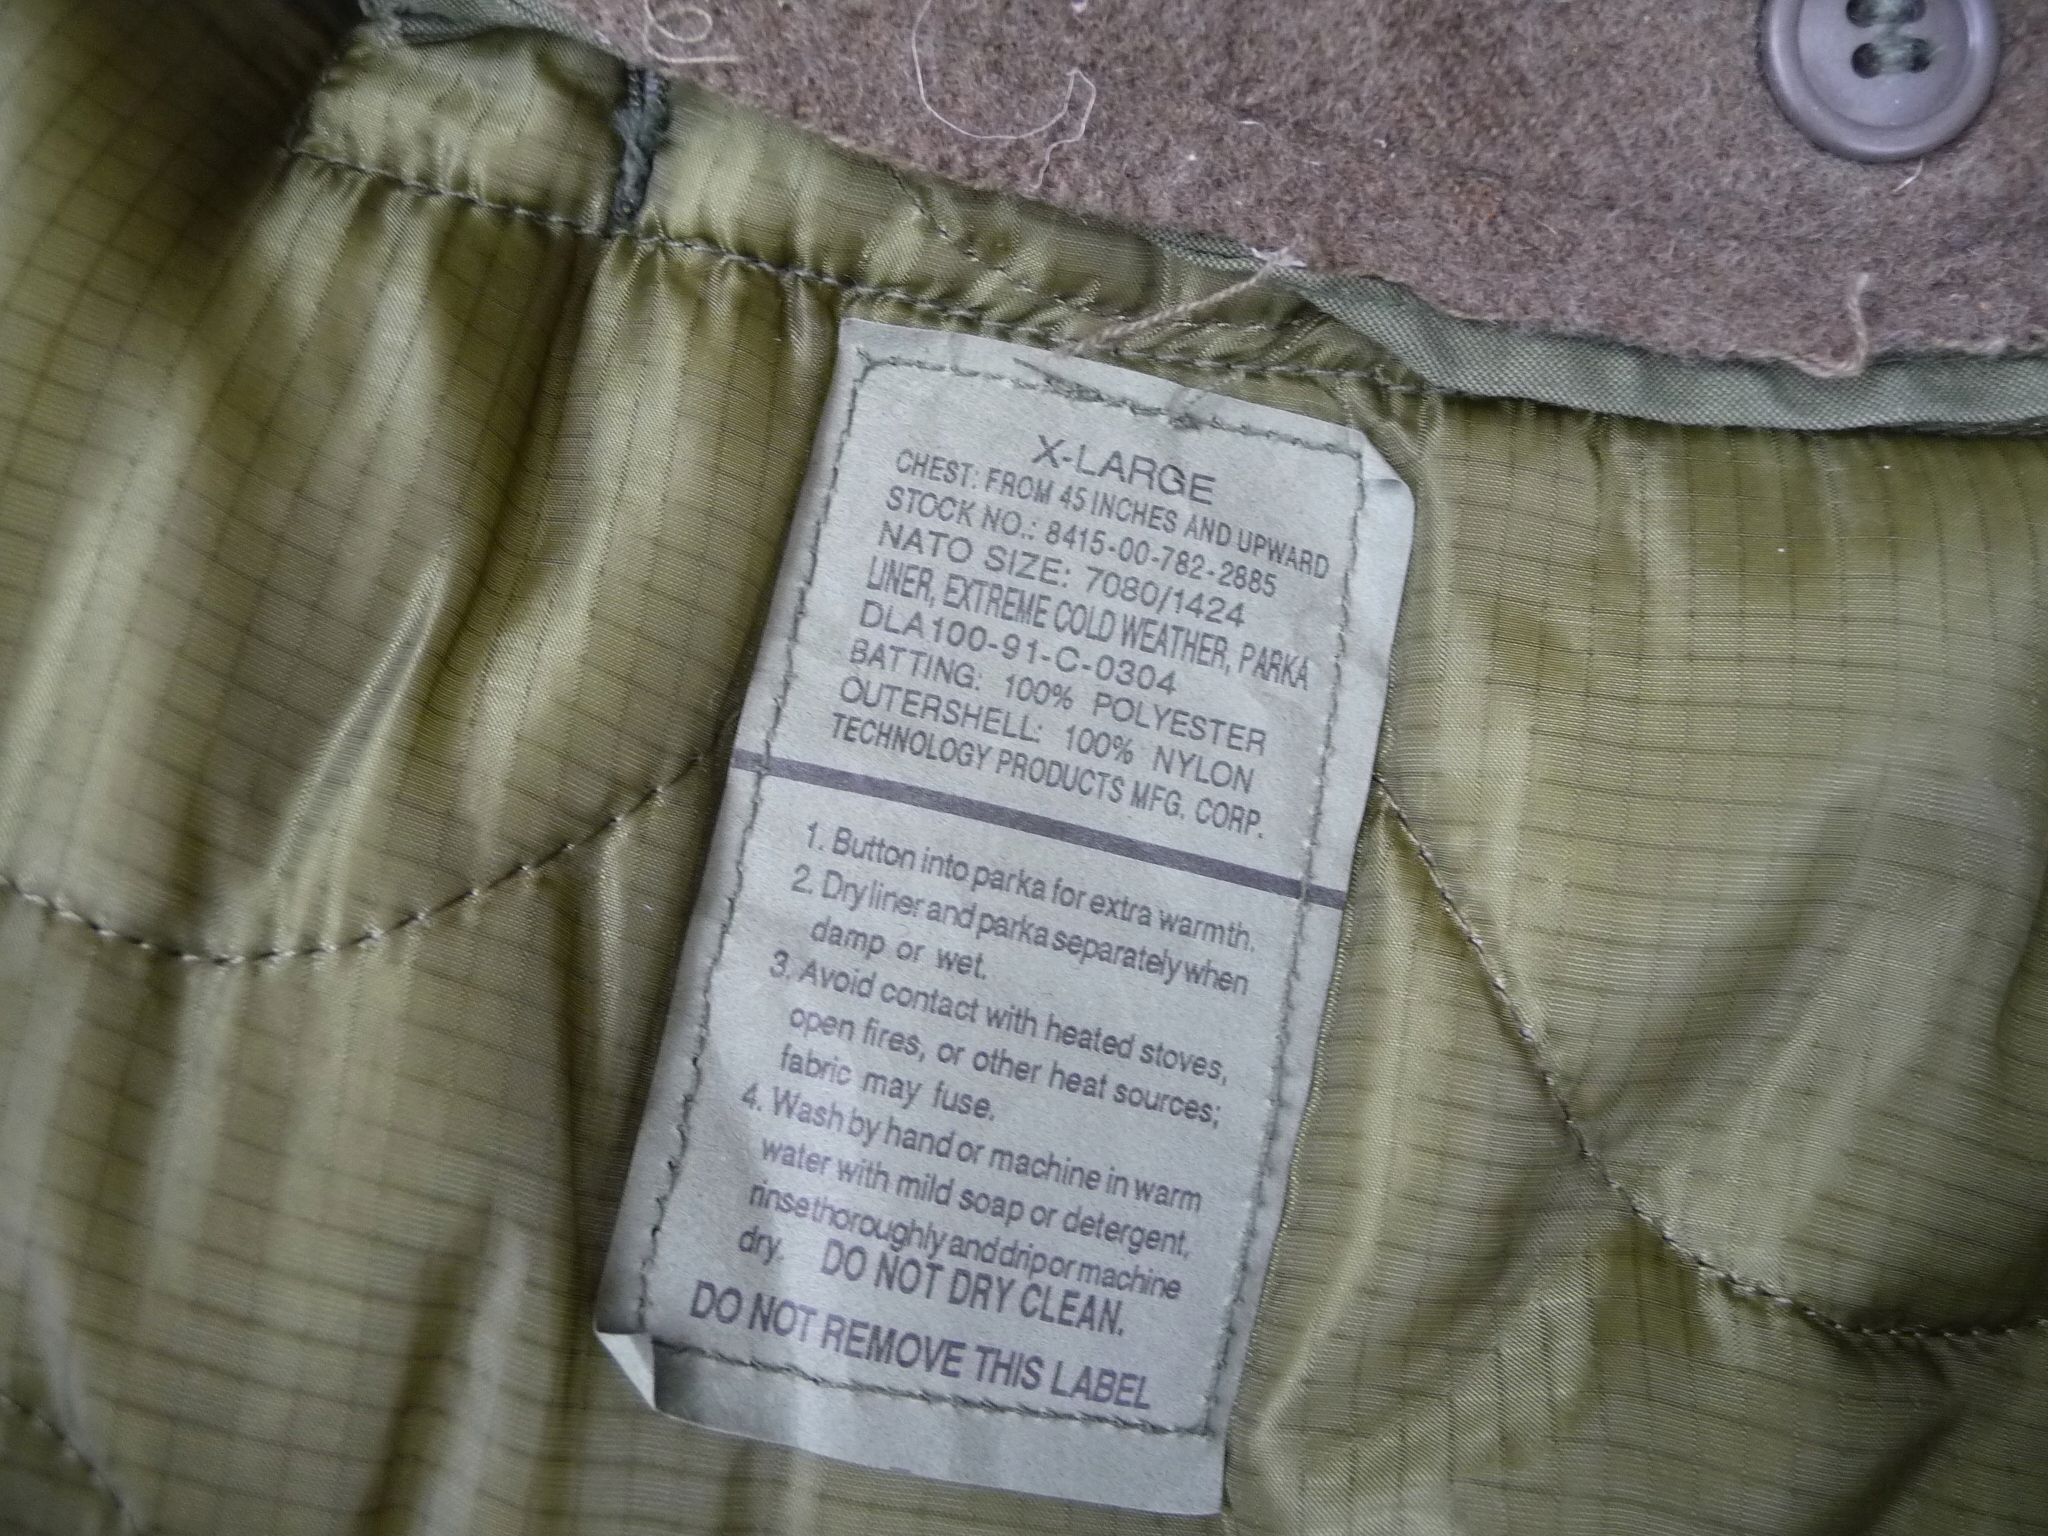 X-LARGE
CHEST: FROM 45 INCHES AND UPWARD
STOCK NO.: 8415-00-782-2885
NATO SIZE: 7080/1424
LINER, EXTREME COLD WEATHER, PARKA
DLA100-91-C-0304
BATTING: 100% POLYESTER
OUTERSHELL: 100% NYLON
TECHNOLOGY PRODUCTS MFG. CORP.
1. Button into parka for extra warmth.
2. Dry liner and parka separately when
damp or wet.
3. Avoid contact with heated stoves,
open fires, or other heat sources;
fabric may fuse.
4. Wash by hand or machine in warm
water with mild soap or detergent,
rinse thoroughly and drip or machine
dry. DO NOT DRY CLEAN.
DO NOT REMOVE THIS LABEL